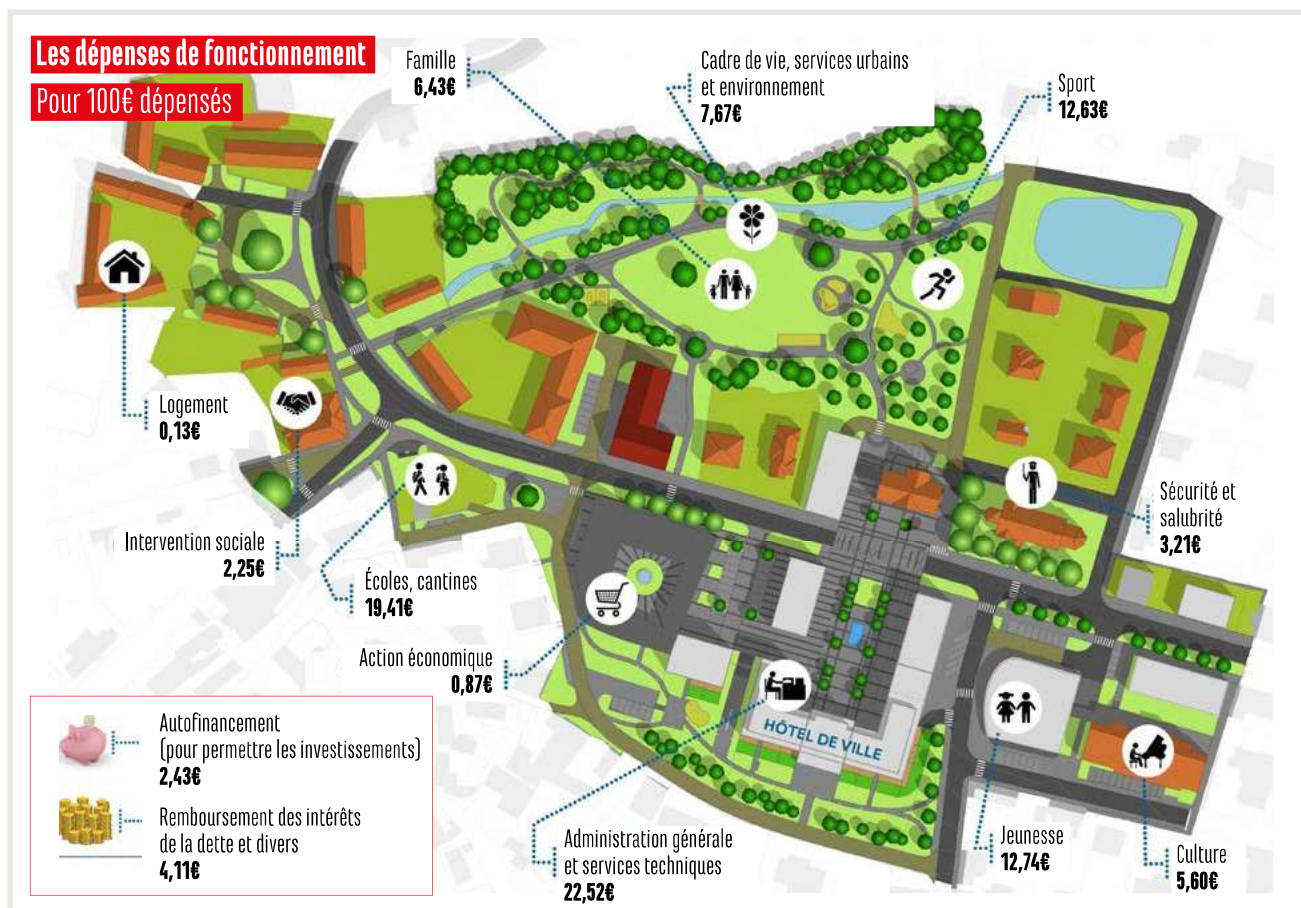 Les dépenses de fonctionnement
Pour 100€ dépensés
Famille
6,43€
Cadre de vie, services urbains
et environnement
7,67€
Sport
12,63€
Logement
0,13€
Intervention sociale
2,25€
Écoles, cantines
19,41€
Sécurité et
salubrité
3,21€
Action économique
0,87€
HÔTEL DE VILLE
Autofinancement
(pour permettre les investissements)
2,43€
Remboursement des intérêts
de la dette et divers
4,11€
Administration générale
et services techniques
22,52€
Jeunesse
12,74€
Culture
5,60€